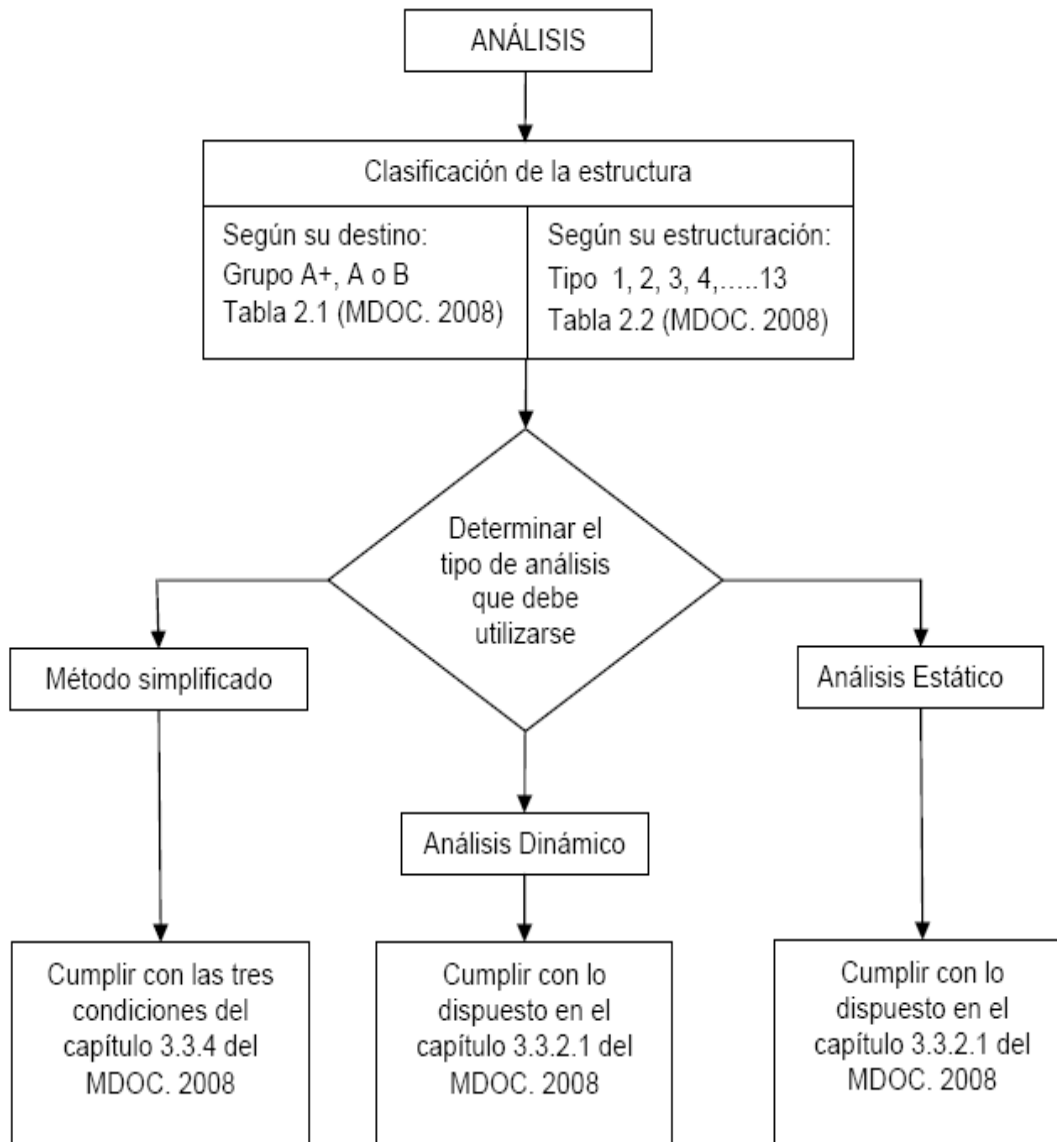 ANÁLISIS
Clasificación de la estructura
Según su destino:
Grupo A+, A o B
Tabla 2.1 (MDOC. 2008)
Según su estructuración:
Tipo 1, 2, 3, 4,.....13
Tabla 2.2 (MDOC. 2008)
Determinar el
tipo de análisis
que debe
utilizarse
Método simplificado
Análisis Estático
Análisis Dinámico
Cumplir con las tres
condiciones del
capítulo 3.3.4 del
MDOC. 2008
Cumplir con lo
dispuesto en el
capítulo 3.3.2.1 del
MDOC. 2008
Cumplir con lo
dispuesto en el
capítulo 3.3.2.1 del
MDOC. 2008